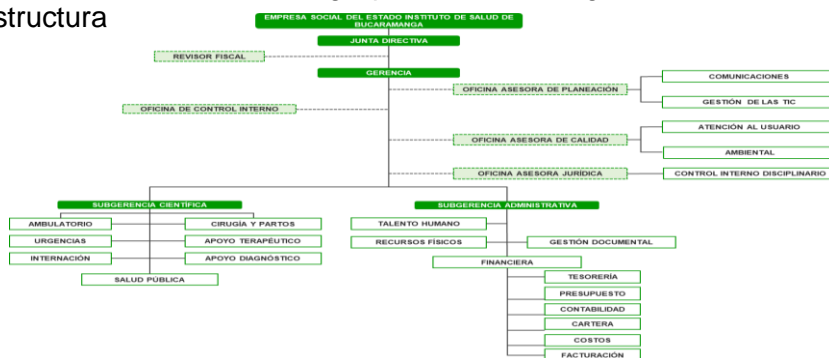 structura
EMPRESA SOCIAL DEL ESTADO INSTITUTO DE SALUD DE
BUCARAMANGA
JUNTA DIRECTIVA
REVISOR FISCAL
GERENCIA
COMUNICACIONES
OFICINA ASESORA DE PLANEACIÓN
GESTIÓN DE LAS TIC
OFICINA DE CONTROL INTERNO
ATENCIÓN AL USUARIO
OFICINA ASESORA DE CALIDAD
AMBIENTAL
OFICINA ASESORA JURÍDICA
CONTROL INTERNO DISCIPLINARIO
SUBGERENCIA CIENTÍFICA
SUBGERENCIA ADMINISTRATIVA
AMBULATORIO
CIRUGÍA Y PARTOS
TALENTO HUMANO
URGENCIAS
APOYO TERAPÉUTICO
RECURSOS FÍSICOS
GESTIÓN DOCUMENTAL
INTERNACIÓN
APOYO DIAGNÓSTICO
FINANCIERA
SALUD PÚBLICA
TESORERÍA
PRESUPUESTO
CONTABILIDAD
CARTERA
COSTOS
FACTURACIÓN